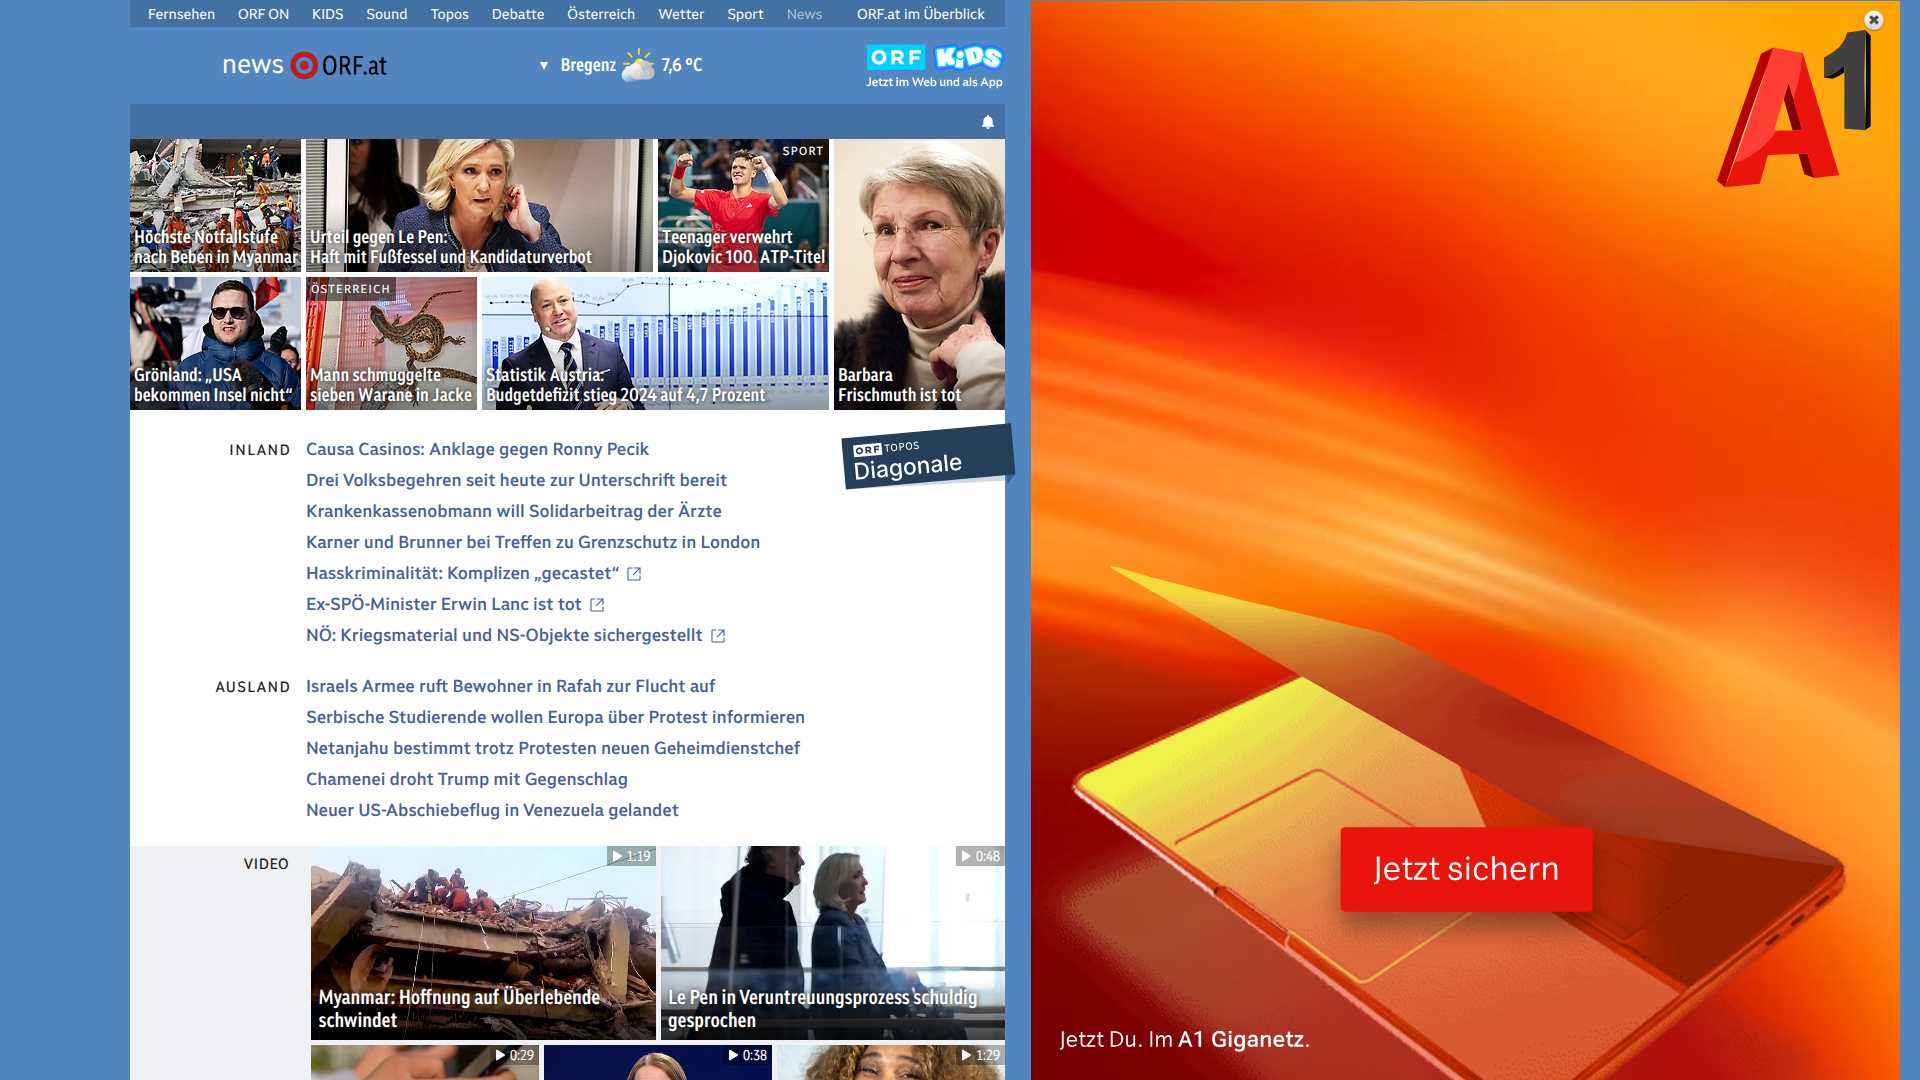 Fernsehen ORF ON KIDS Sound Topos Debatte Österreich Wetter Sport News ORF.at im Überblick
news ORF.at
Bregenz 7,6 °C
ORF KiDS
Jetzt im Web und als App
Höchste Notfallstufe
nach Beben in Myanmar
Urteil gegen Le Pen:
Haft mit Fußfessel und Kandidaturverbot
SPORT
Teenager verwehrt
Djokovic 100. ATP-Titel
Grönland: „USA
bekommen Insel nicht“
ÖSTERREICH
Mann schmuggelte
sieben Warane in Jacke
Statistik Austria:
Budgetdefizit stieg 2024 auf 4,7 Prozent
Barbara
Frischmuth ist tot
INLAND
Causa Casinos: Anklage gegen Ronny Pecik
Drei Volksbegehren seit heute zur Unterschrift bereit
Krankenkassenobmann will Solidarbeitrag der Ärzte
Karner und Brunner bei Treffen zu Grenzschutz in London
Hasskriminalität: Komplizen „gecastet“
Ex-SPÖ-Minister Erwin Lanc ist tot
NÖ: Kriegsmaterial und NS-Objekte sichergestellt
ORF TOPOS
Diagonale
AUSLAND
Israels Armee ruft Bewohner in Rafah zur Flucht auf
Serbische Studierende wollen Europa über Protest informieren
Netanjahu bestimmt trotz Protesten neuen Geheimdienstchef
Chamenei droht Trump mit Gegenschlag
Neuer US-Abschiebeflug in Venezuela gelandet
VIDEO
1:19
Myanmar: Hoffnung auf Überlebende
schwindet
0:48
Le Pen in Veruntreuungsprozess schuldig
gesprochen
0:29
0:38
1:29
A1
Jetzt sichern
Jetzt Du. Im A1 Giganetz.